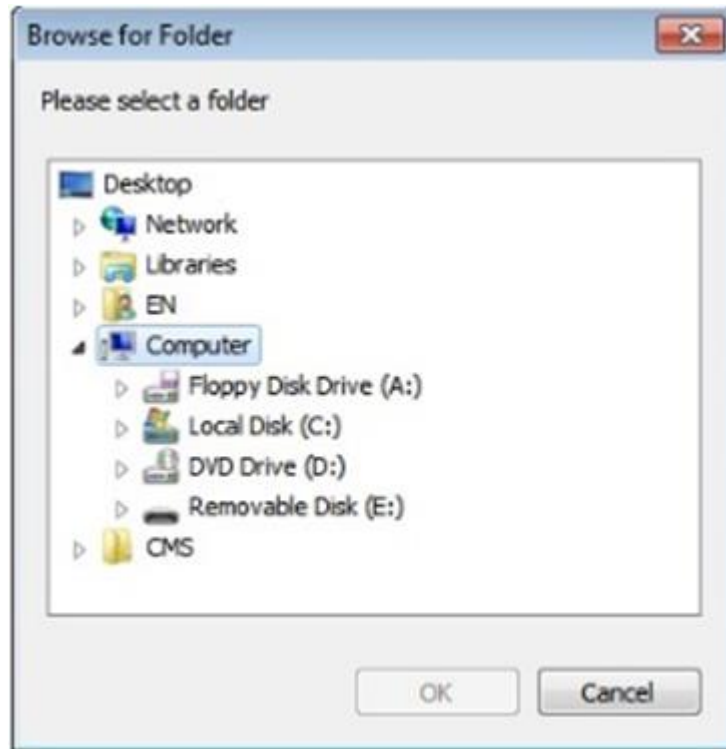 Browse for Folder
Please select a folder
Desktop
Network
Libraries
EN
Computer
Floppy Disk Drive (A:)
Local Disk (C:)
DVD Drive (D:)
Removable Disk (E:)
CMS
OK
Cancel